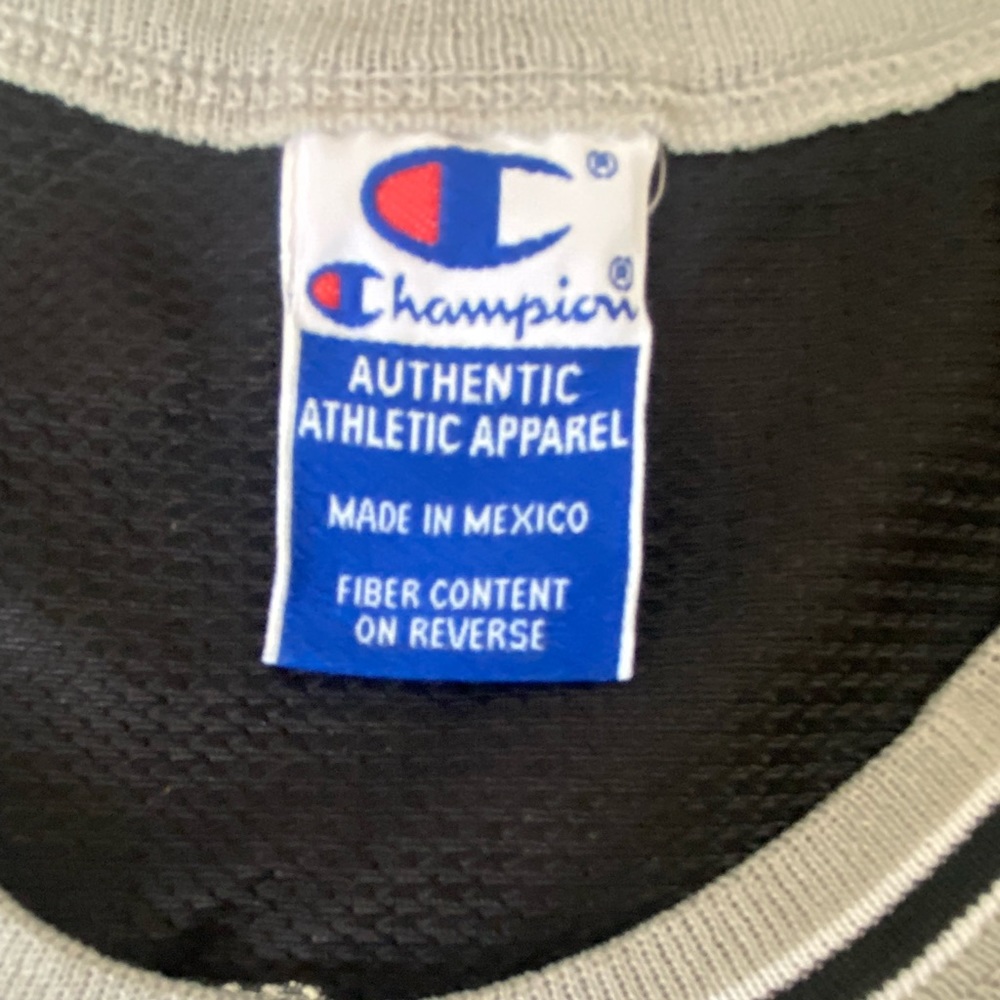 C®
Champion®
AUTHENTIC
ATHLETIC APPAREL
MADE IN MEXICO
FIBER CONTENT
ON REVERSE